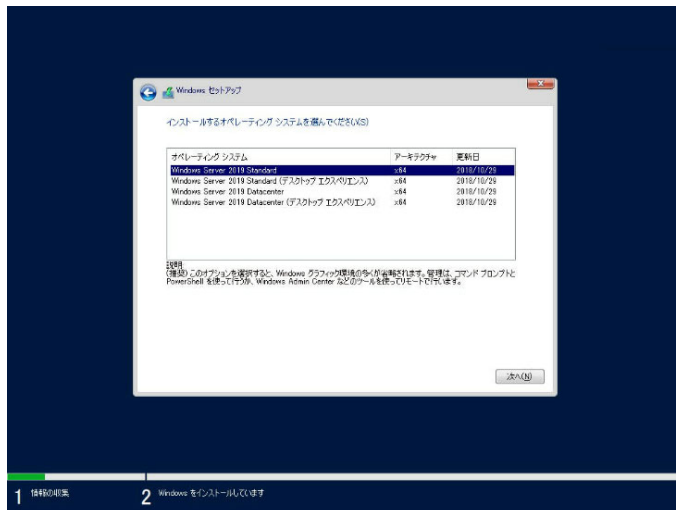 Windows セットアップ
インストールするオペレーティング システムを選んでください(S)
オペレーティング システム アーキテクチャ 更新日
Windows Server 2019 Standard x64 2018/10/29
Windows Server 2019 Standard (デスクトップ エクスペリエンス) x64 2018/10/29
Windows Server 2019 Datacenter x64 2018/10/29
Windows Server 2019 Datacenter (デスクトップ エクスペリエンス) x64 2018/10/29
説明:
(推奨) このオプションを選択すると、Windows グラフィック環境の多くが省略されます。管理は、コマンド プロンプトと
PowerShell を使って行うか、Windows Admin Center などのツールを使ってリモートで行います。
次へ(N)
1 情報の収集
2 Windows をインストールしています